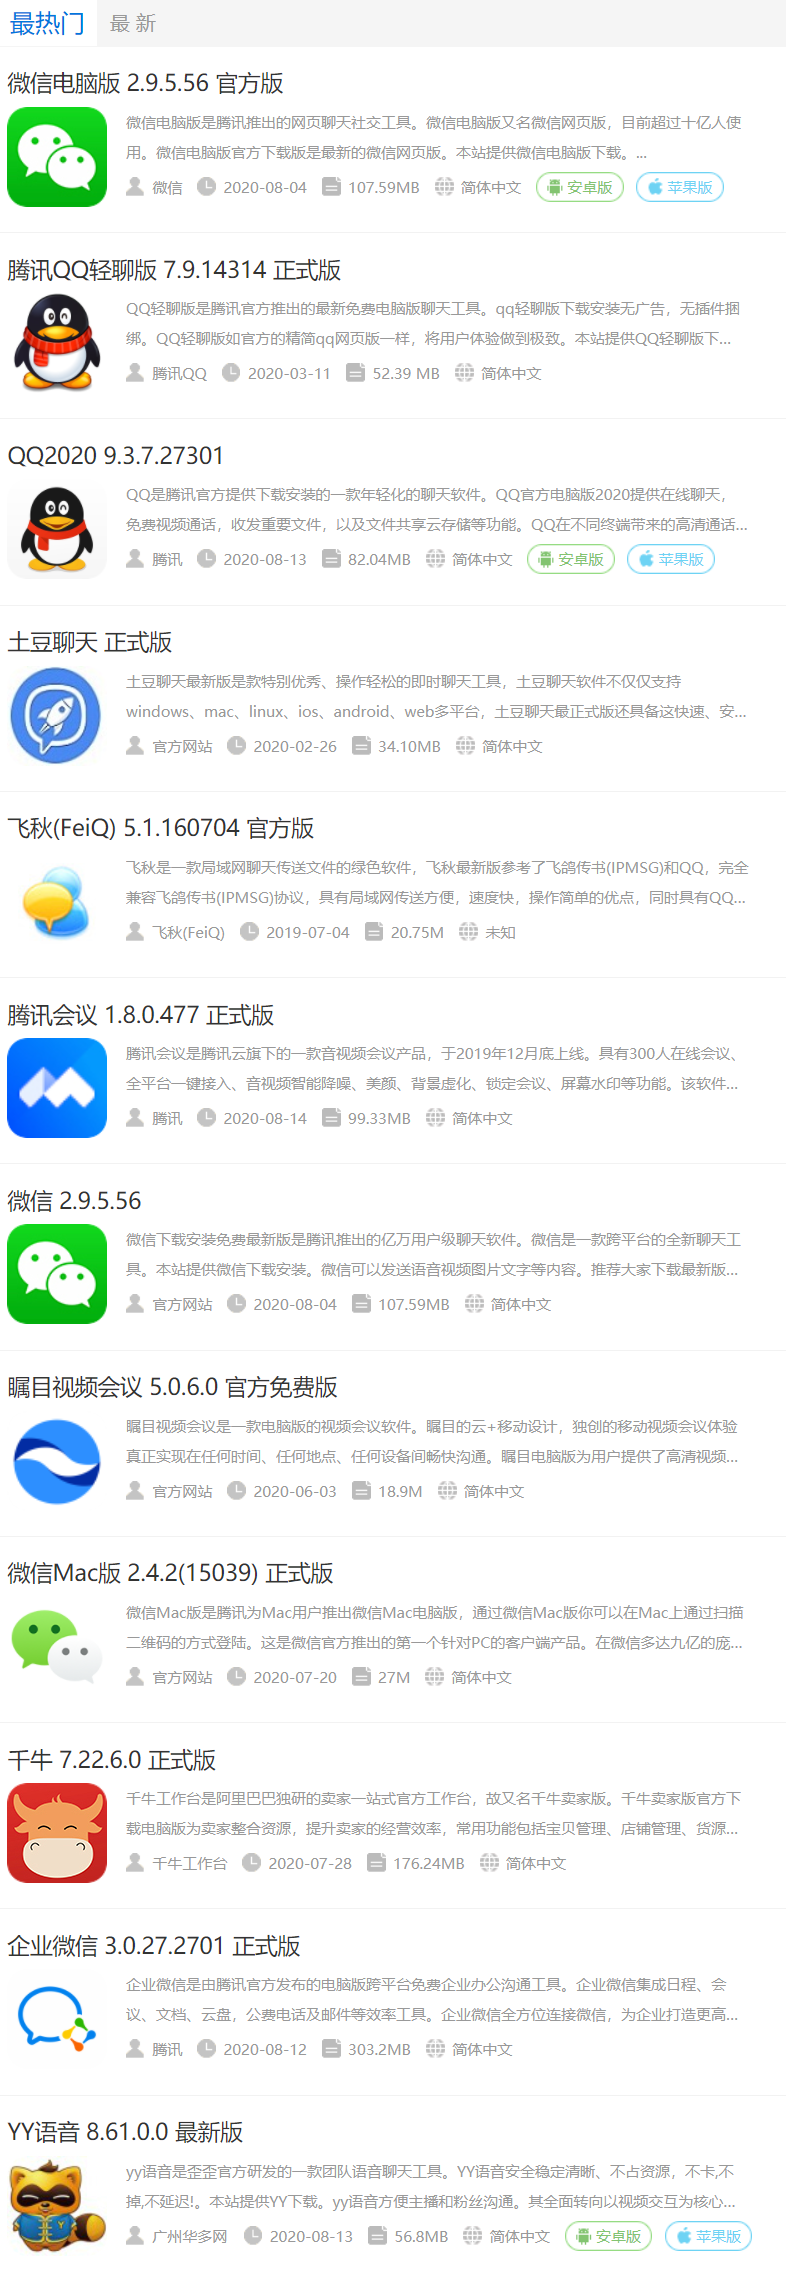 最热门 最 新
微信电脑版 2.9.5.56 官方版
微信电脑版是腾讯推出的网页聊天社交工具。微信电脑版又名微信网页版，目前超过十亿人使
用。微信电脑版官方下载版是最新的微信网页版。本站提供微信电脑版下载。...
微信 2020-08-04 107.59MB 简体中文 安卓版 苹果版
腾讯QQ轻聊版 7.9.14314 正式版
QQ轻聊版是腾讯官方推出的最新免费电脑版聊天工具。qq轻聊版下载安装无广告，无插件捆
绑。QQ轻聊版如官方的精简qq网页版一样，将用户体验做到极致。本站提供QQ轻聊版下...
腾讯QQ 2020-03-11 52.39 MB 简体中文
QQ2020 9.3.7.27301
QQ是腾讯官方提供下载安装的一款年轻化的聊天软件。QQ官方电脑版2020提供在线聊天，
免费视频通话，收发重要文件，以及文件共享云存储等功能。QQ在不同终端带来的高清通话...
腾讯 2020-08-13 82.04MB 简体中文 安卓版 苹果版
土豆聊天 正式版
土豆聊天最新版是款特别优秀、操作轻松的即时聊天工具，土豆聊天软件不仅仅支持
windows、mac、linux、ios、android、web多平台，土豆聊天最正式版还具备这快速、安...
官方网站 2020-02-26 34.10MB 简体中文
飞秋(FeiQ) 5.1.160704 官方版
飞秋是一款局域网聊天传送文件的绿色软件，飞秋最新版参考了飞鸽传书(IPMSG)和QQ，完全
兼容飞鸽传书(IPMSG)协议，具有局域网传送方便，速度快，操作简单的优点，同时具有QQ...
飞秋(FeiQ) 2019-07-04 20.75M 未知
腾讯会议 1.8.0.477 正式版
腾讯会议是腾讯云旗下的一款音视频会议产品，于2019年12月底上线。具有300人在线会议、
全平台一键接入、音视频智能降噪、美颜、背景虚化、锁定会议、屏幕水印等功能。该软件...
腾讯 2020-08-14 99.33MB 简体中文
微信 2.9.5.56
微信下载安装免费最新版是腾讯推出的亿万用户级聊天软件。微信是一款跨平台的全新聊天工
具。本站提供微信下载安装。微信可以发送语音视频图片文字等内容。推荐大家下载最新版...
官方网站 2020-08-04 107.59MB 简体中文
瞩目视频会议 5.0.6.0 官方免费版
瞩目视频会议是一款电脑版的视频会议软件。瞩目的云+移动设计，独创的移动视频会议体验
真正实现在任何时间、任何地点、任何设备间畅快沟通。瞩目电脑版为用户提供了高清视频...
官方网站 2020-06-03 18.9M 简体中文
微信Mac版 2.4.2(15039) 正式版
微信Mac版是腾讯为Mac用户推出微信Mac电脑版，通过微信Mac版你可以在Mac上通过扫描
二维码的方式登陆。这是微信官方推出的第一个针对PC的客户端产品。在微信多达九亿的庞...
官方网站 2020-07-20 27M 简体中文
千牛 7.22.6.0 正式版
千牛工作台是阿里巴巴独研的卖家一站式官方工作台，故又名千牛卖家版。千牛卖家版官方下
载电脑版为卖家整合资源，提升卖家的经营效率，常用功能包括宝贝管理、店铺管理、货源...
千牛工作台 2020-07-28 176.24MB 简体中文
企业微信 3.0.27.2701 正式版
企业微信是由腾讯官方发布的电脑版跨平台免费企业办公沟通工具。企业微信集成日程、会
议、文档、云盘，公费电话及邮件等效率工具。企业微信全方位连接微信，为企业打造更高...
腾讯 2020-08-12 303.2MB 简体中文
YY语音 8.61.0.0 最新版
yy语音是歪歪官方研发的一款团队语音聊天工具。YY语音安全稳定清晰、不占资源，不卡,不
掉,不延迟!。本站提供YY下载。yy语音方便主播和粉丝沟通。其全面转向以视频交互为核心...
广州华多网 2020-08-13 56.8MB 简体中文 安卓版 苹果版